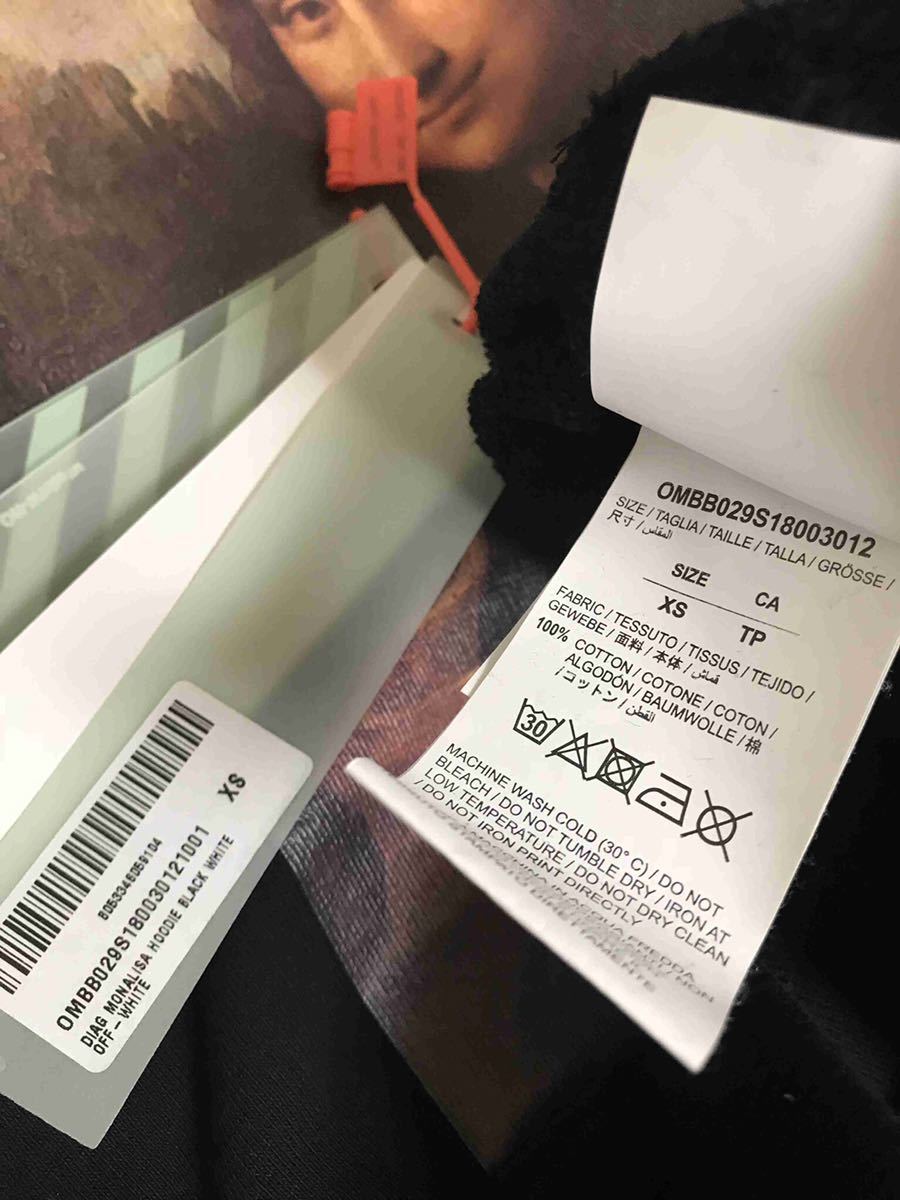 OMBB029S18003012
SIZE / TAGLIA / TAILLE / TALLA / GRÖSSE /
尺寸 / المقاس
SIZE CA
XS TP
FABRIC / TESSUTO / TISSUS / TEJIDO /
GEWEBE / 面料 / 本体 / قماش
100% COTTON / COTONE / COTON /
ALGODÓN / BAUMWOLLE / 棉
/ コットン / القطن
30
MACHINE WASH COLD (30° C) / DO NOT
BLEACH / DO NOT TUMBLE DRY / IRON AT
LOW TEMPERATURE / DO NOT DRY CLEAN
/ DO NOT IRON PRINT DIRECTLY
XS
OMBB029S180030121001
DIAG MONALISA HOODIE BLACK WHITE
OFF-WHITE